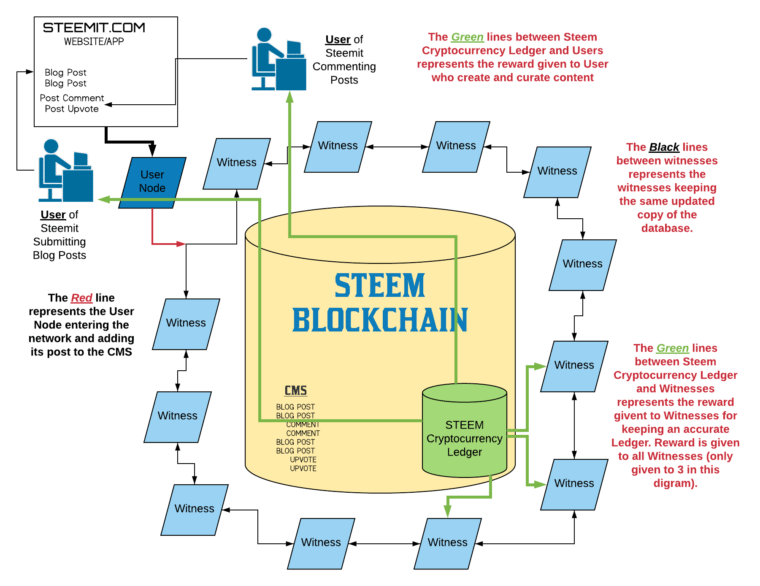 STEEMIT.COM
WEBSITE/APP
Blog Post
Blog Post
Post Comment
Post Upvote
User of
Steemit
Commenting
Posts
The Green lines between Steem
Cryptocurrency Ledger and Users
represents the reward given to User
who create and curate content
User
Node
User of
Steemit
Submitting
Blog Posts
Witness
Witness
Witness
Witness
The Black lines
between witnesses
represents the
witnesses keeping
the same updated
copy of the
database.
Witness
STEEM
BLOCKCHAIN
The Red line
represents the User
Node entering the
network and adding
its post to the CMS
Witness
Witness
The Green lines
between Steem
Cryptocurrency Ledger
and Witnesses
represents the reward
givent to Witnesses for
keeping an accurate
Ledger. Reward is given
to all Witnesses (only
given to 3 in this
digram).
CMS
BLOG POST
BLOG POST
COMMENT
COMMENT
BLOG POST
BLOG POST
UPVOTE
UPVOTE
STEEM
Cryptocurrency
Ledger
Witness
Witness
Witness
Witness
Witness